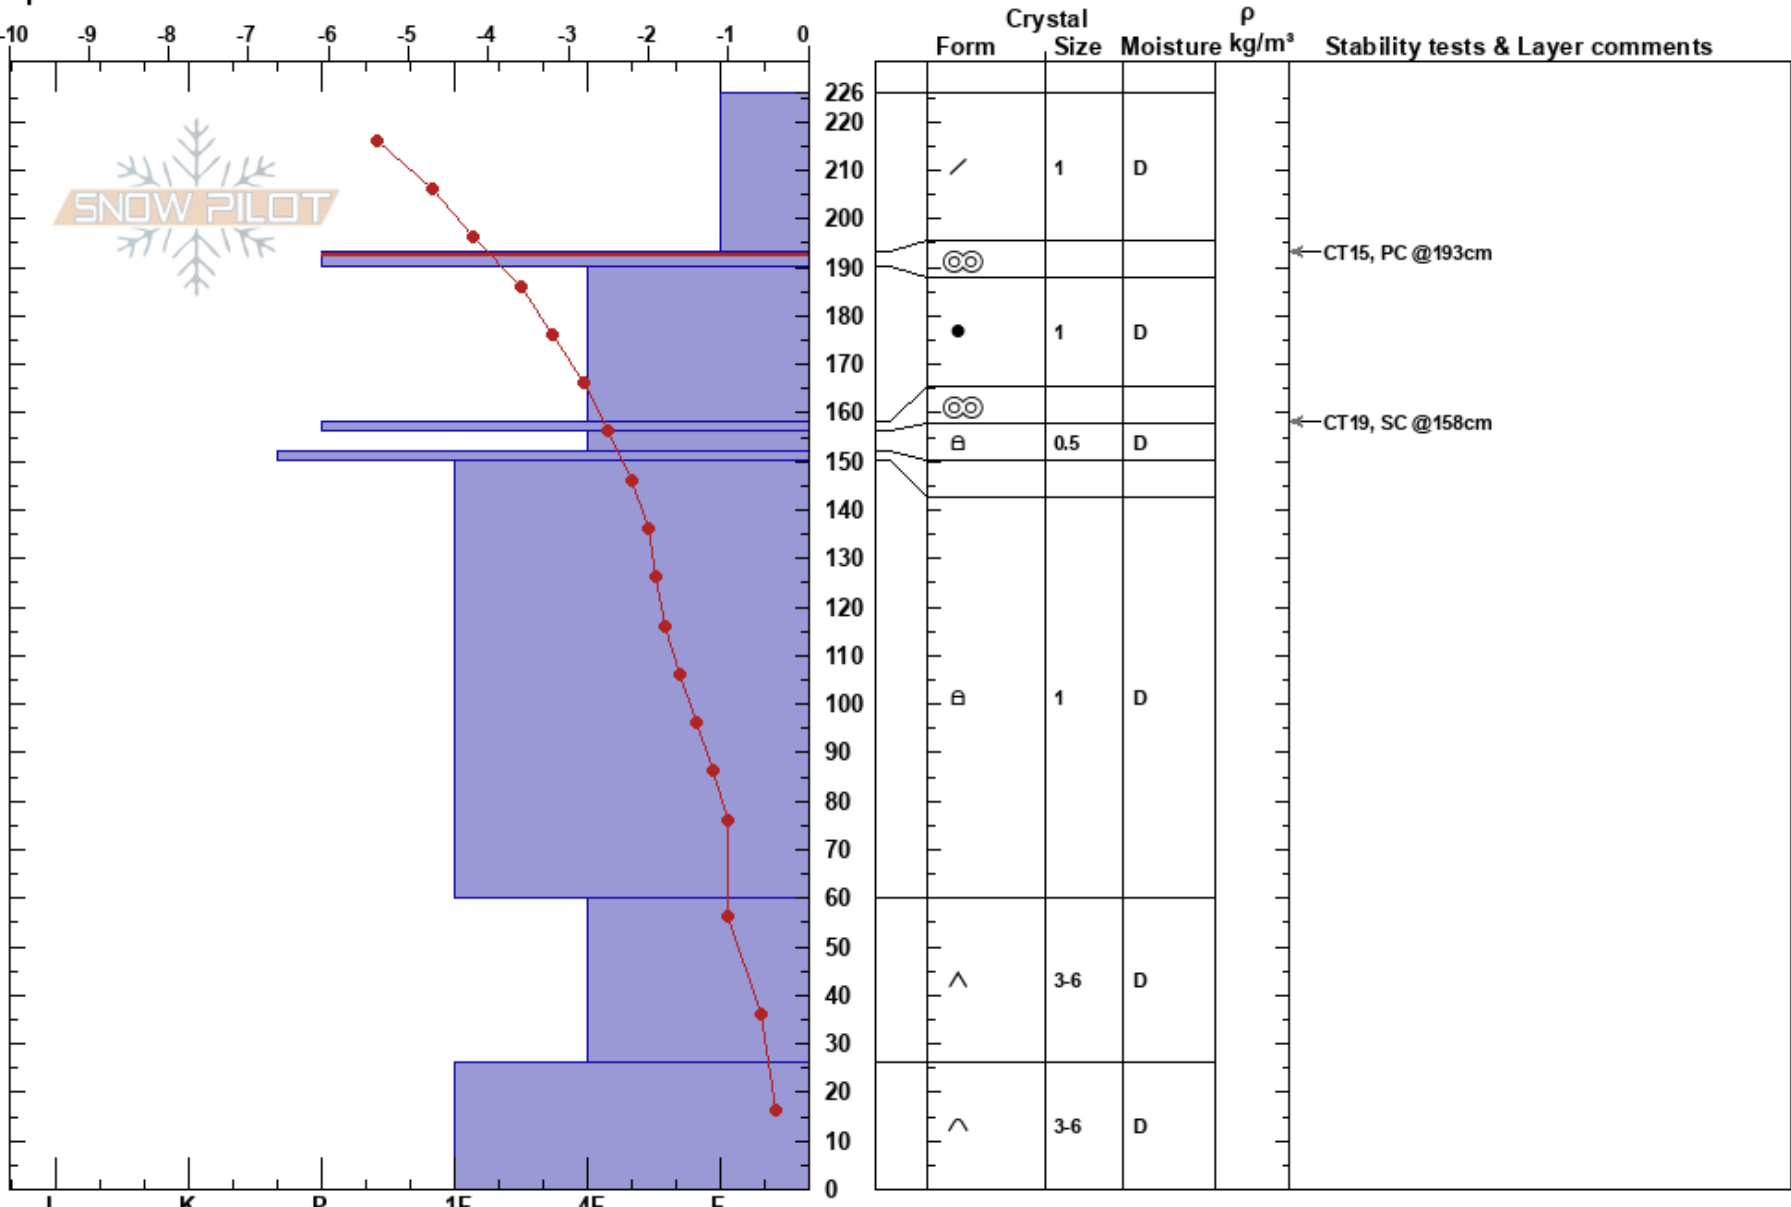 Crystal ρ
-10 -9 -8 -7 -6 -5 -4 -3 -2 -1 0 Form Size Moisture kg/m³ Stability tests & Layer comments
226
220
SNOW PILOT
210 1 D
200
CT15, PC @193cm
190
180 1 D
170
160
CT19, SC @158cm
0.5 D
150
140
130
120
110
100 1 D
90
80
70
60
50
3-6 D
40
30
20
3-6 D
10
0
I K P 1F 4F F